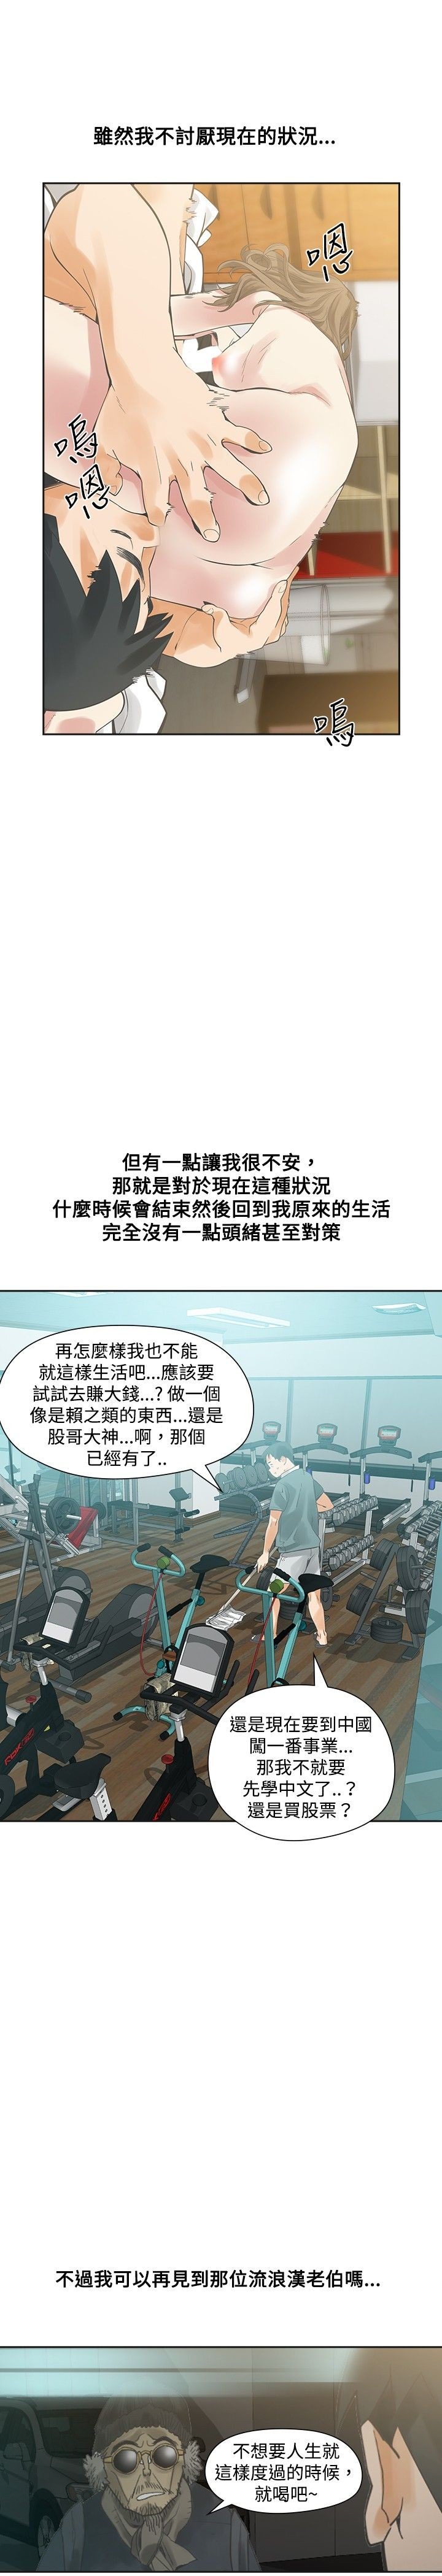 雖然我不討厭現在的狀況...
嗯
嗚
嗯
嗚
但有一點讓我很不安，
那就是對於現在這種狀況
什麼時候會結束然後回到我原來的生活
完全沒有一點頭緒甚至對策
再怎麼樣我也不能
就這樣生活吧...應該要
試試去賺大錢...? 做一個
像是賴之類的東西...還是
股哥大神...啊，那個
已經有了..
還是現在要到中國
闖一番事業...
那我不就要
先學中文了..？
還是買股票？
不過我可以再見到那位流浪漢老伯嗎...
不想要人生就
這樣度過的時候，
就喝吧~